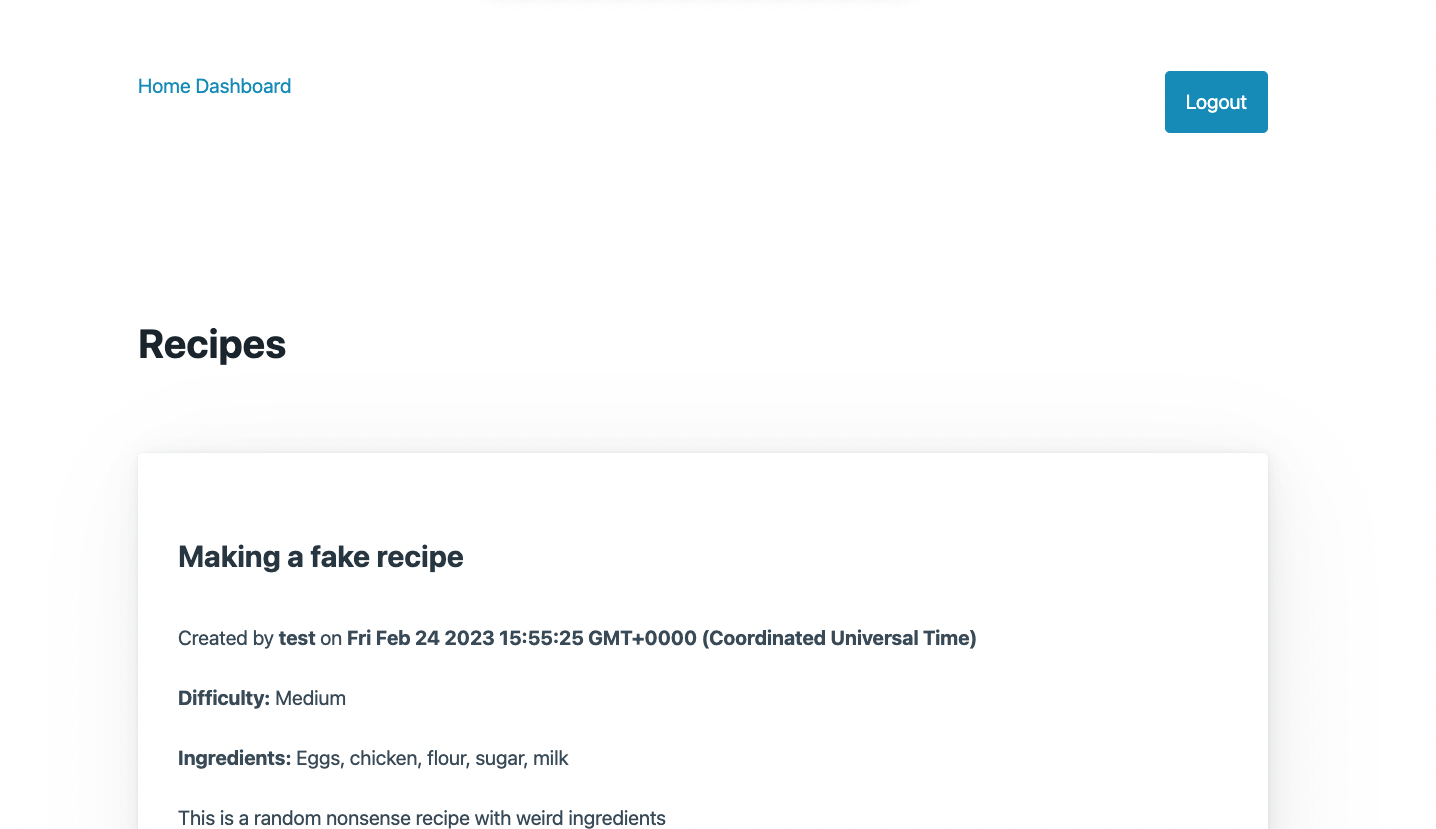 Home Dashboard
Logout
Recipes
Making a fake recipe
Created by test on Fri Feb 24 2023 15:55:25 GMT+0000 (Coordinated Universal Time)
Difficulty: Medium
Ingredients: Eggs, chicken, flour, sugar, milk
This is a random nonsense recipe with weird ingredients